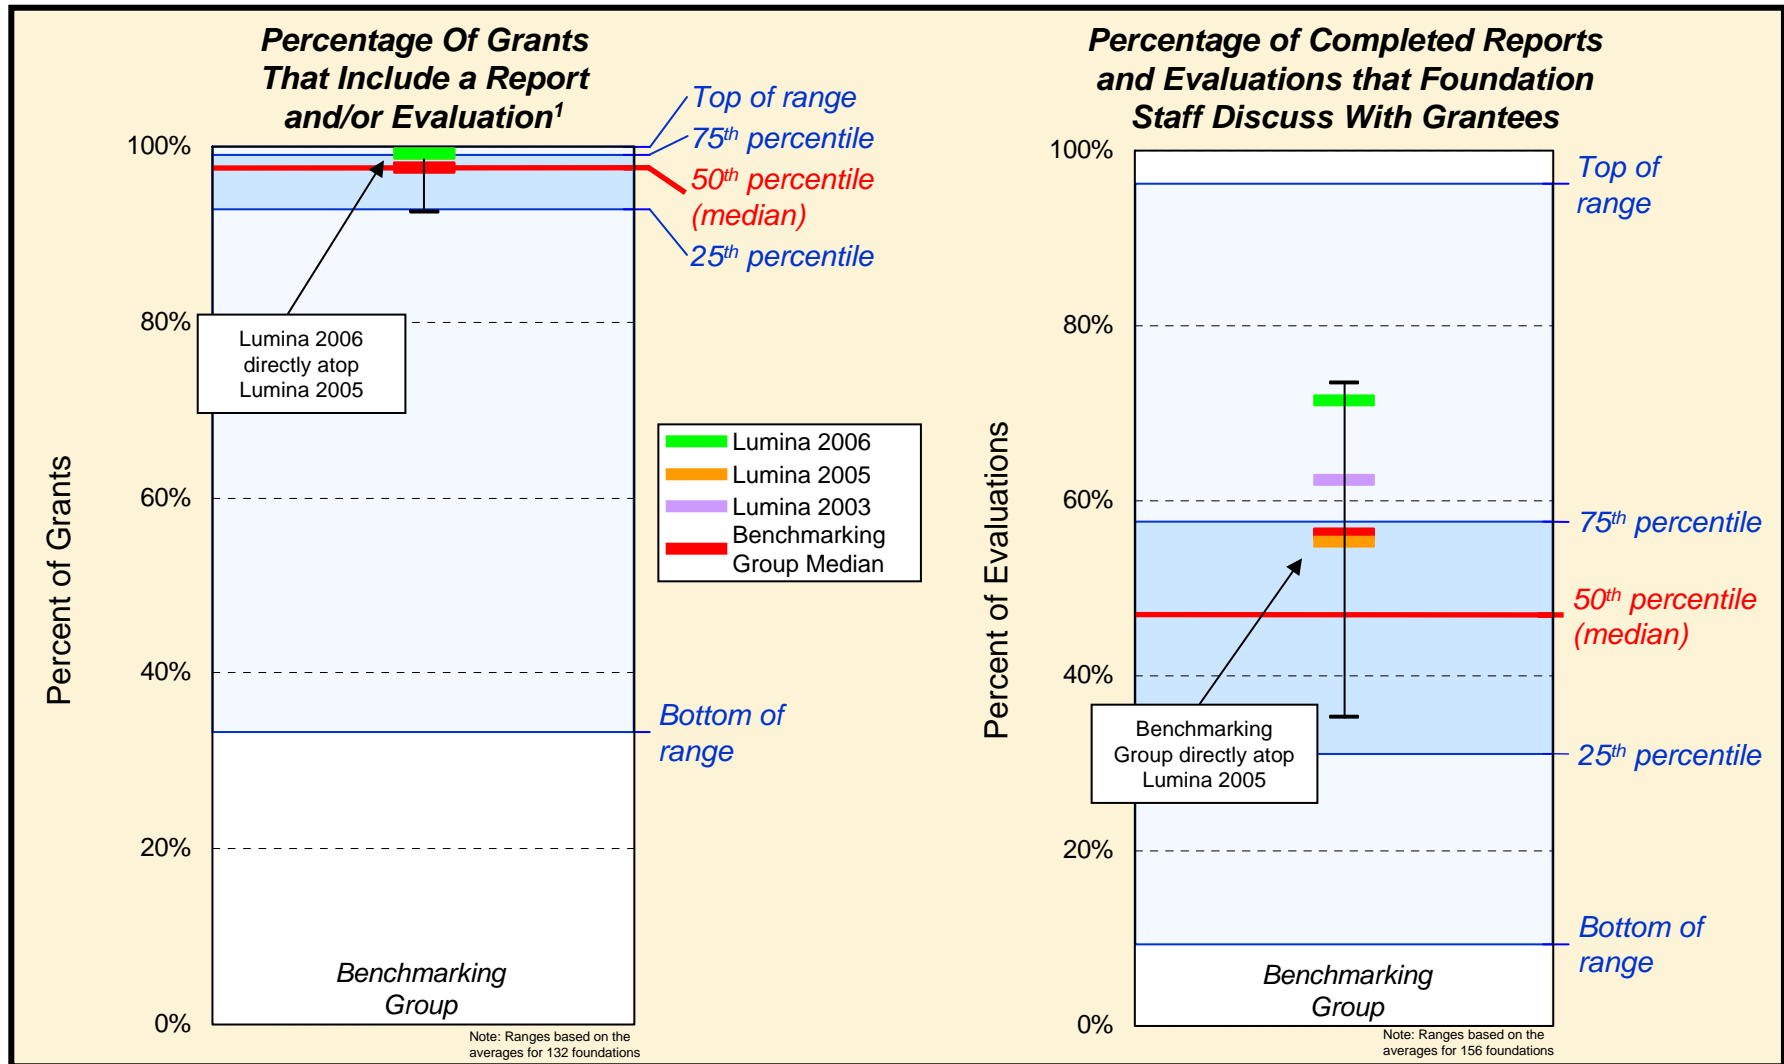 Percentage Of Grants
That Include a Report
and/or Evaluation¹
100%
80%
60%
40%
20%
0%
Percent of Grants
Top of range
75th percentile
50th percentile
(median)
25th percentile
Bottom of
range
Lumina 2006
directly atop
Lumina 2005
Benchmarking
Group
Note: Ranges based on the
averages for 132 foundations
Lumina 2006
Lumina 2005
Lumina 2003
Benchmarking
Group Median
Percentage of Completed Reports
and Evaluations that Foundation
Staff Discuss With Grantees
100%
80%
60%
40%
20%
0%
Percent of Evaluations
Top of
range
75th percentile
50th percentile
(median)
25th percentile
Bottom of
range
Benchmarking
Group directly atop
Lumina 2005
Benchmarking
Group
Note: Ranges based on the
averages for 156 foundations